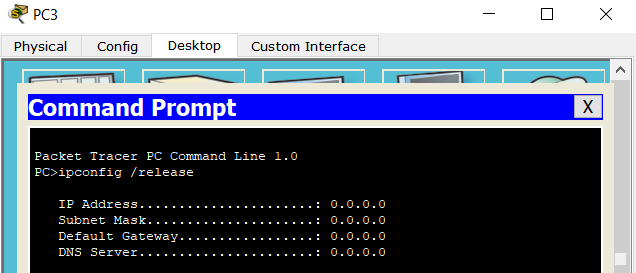 PC3
Physical Config Desktop Custom Interface
Command Prompt X
Packet Tracer PC Command Line 1.0
PC>ipconfig /release
IP Address......................: 0.0.0.0
Subnet Mask.....................: 0.0.0.0
Default Gateway.................: 0.0.0.0
DNS Server......................: 0.0.0.0